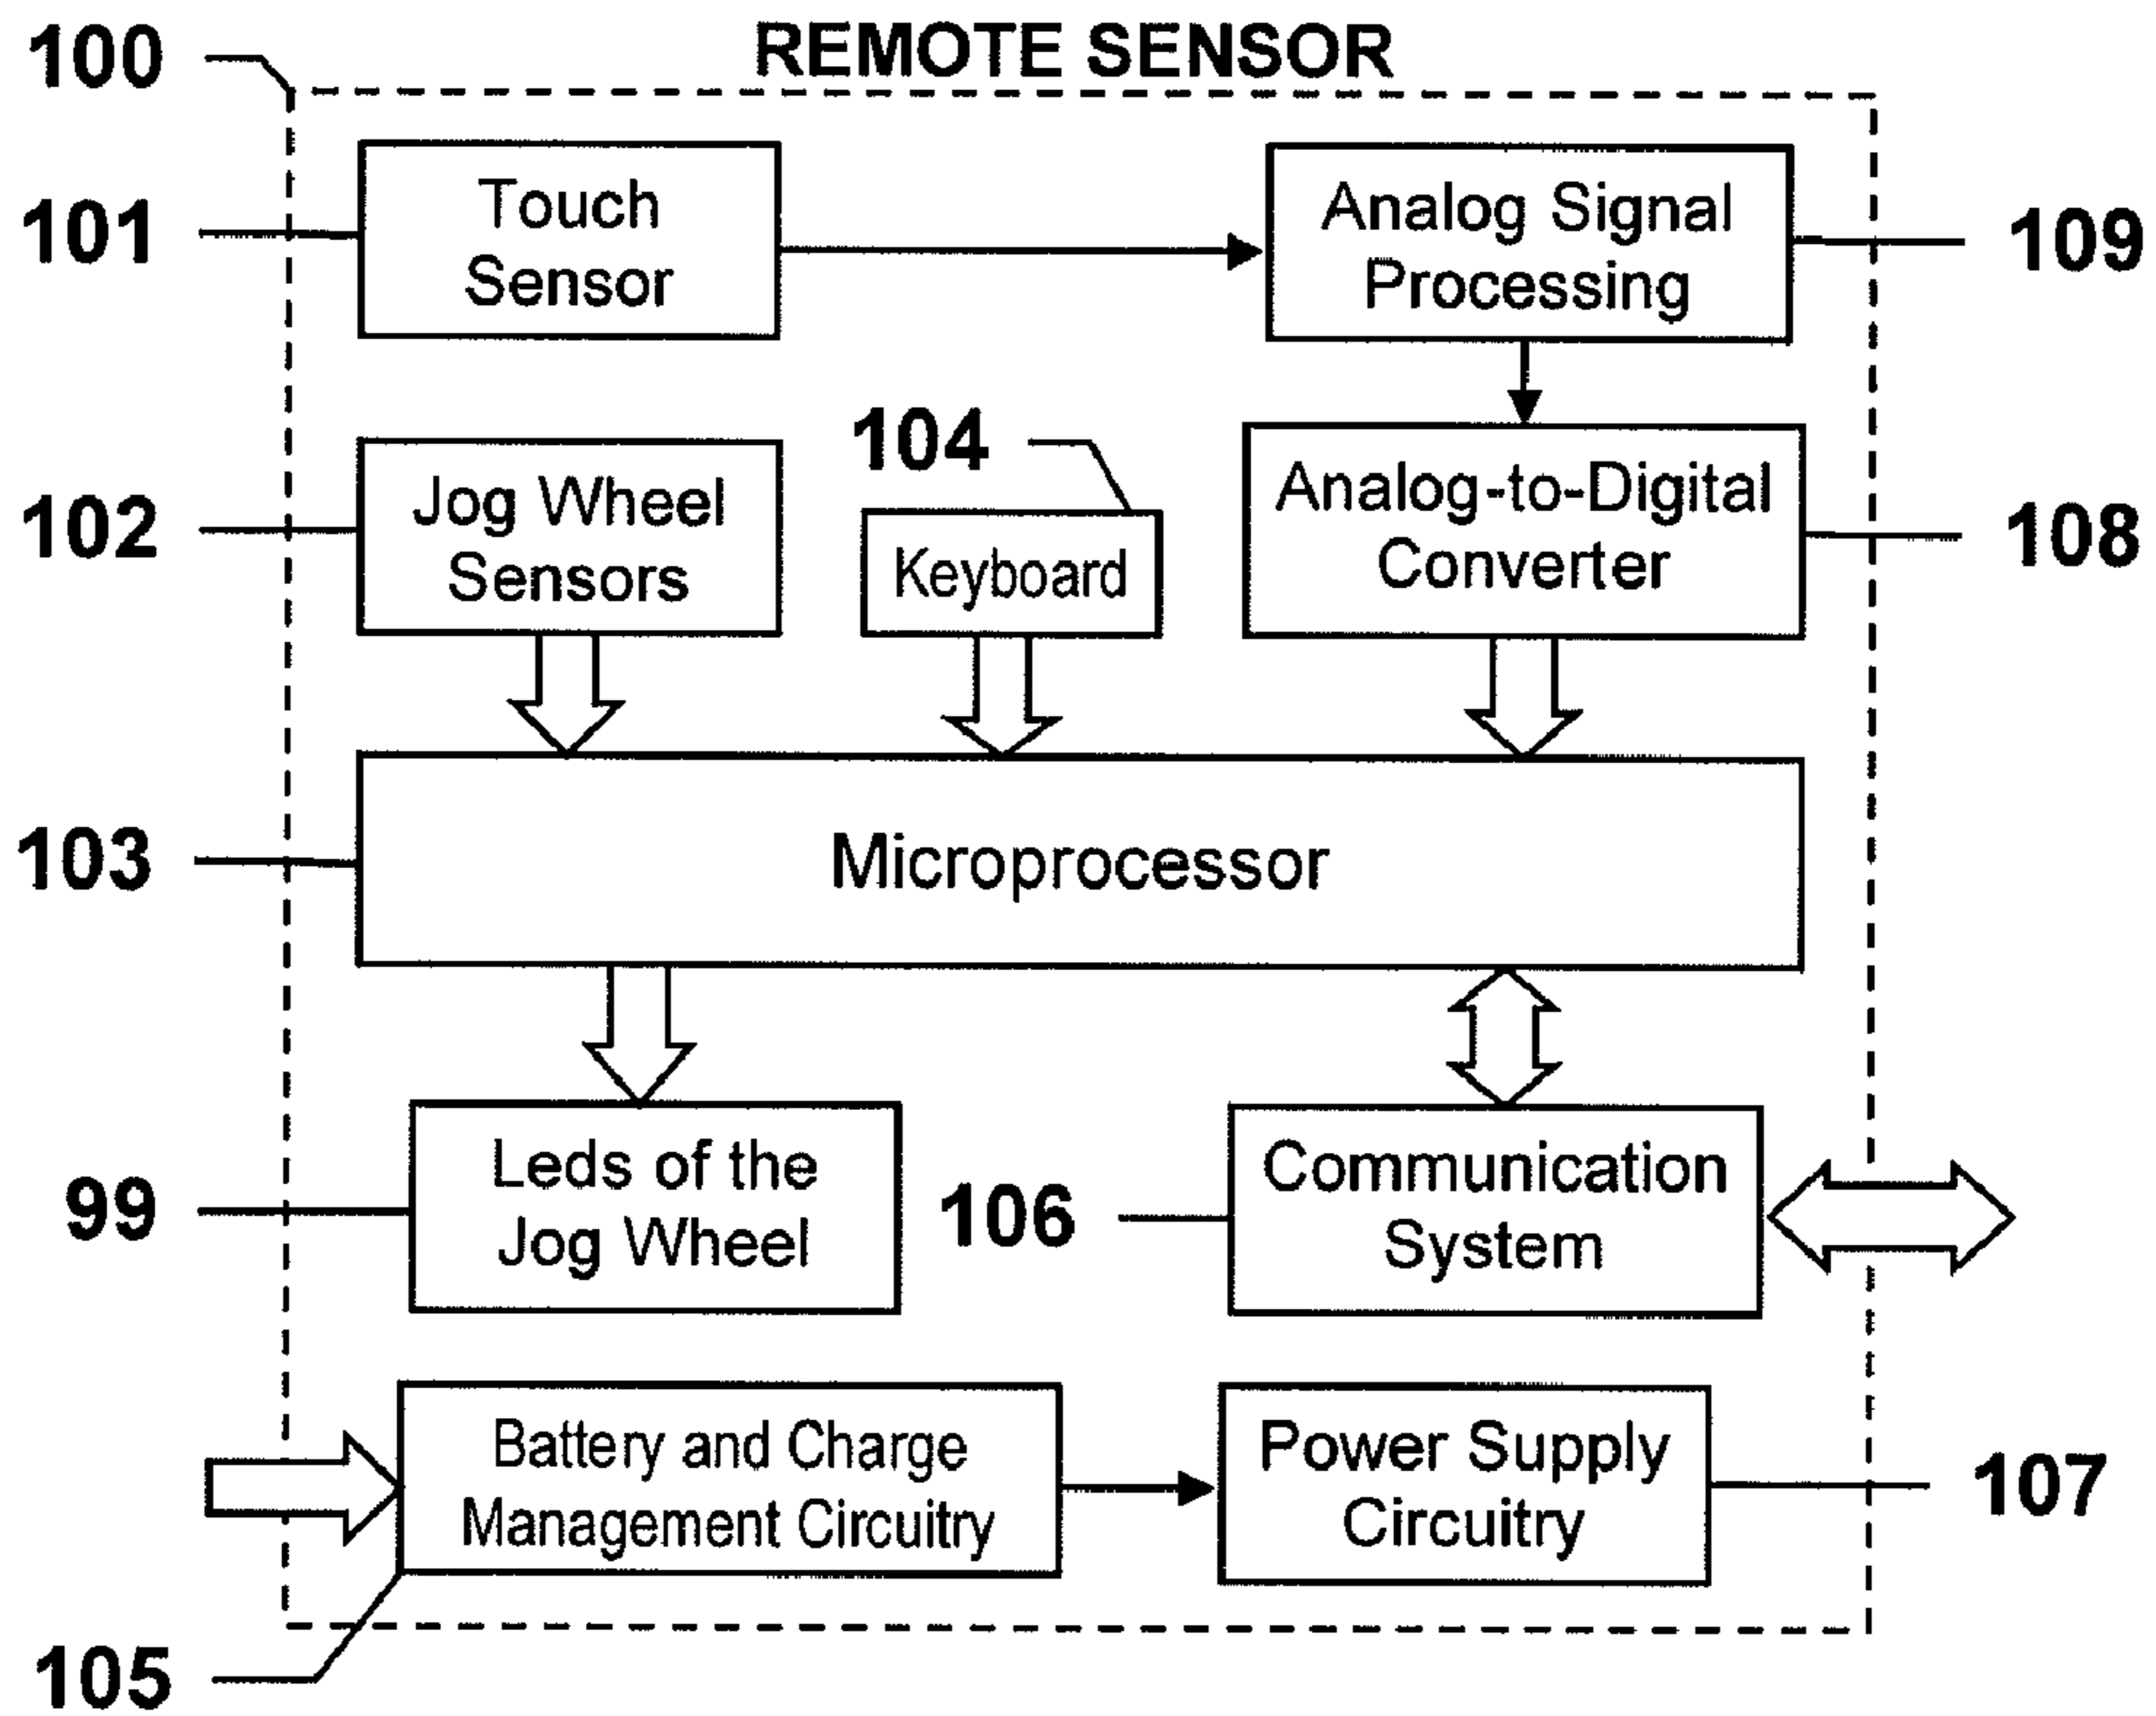 REMOTE SENSOR
100
101
Touch
Sensor
Analog Signal
Processing
109
102
Jog Wheel
Sensors
104
Keyboard
Analog-to-Digital
Converter
108
103
Microprocessor
99
Leds of the
Jog Wheel
106
Communication
System
Battery and Charge
Management Circuitry
Power Supply
Circuitry
107
105